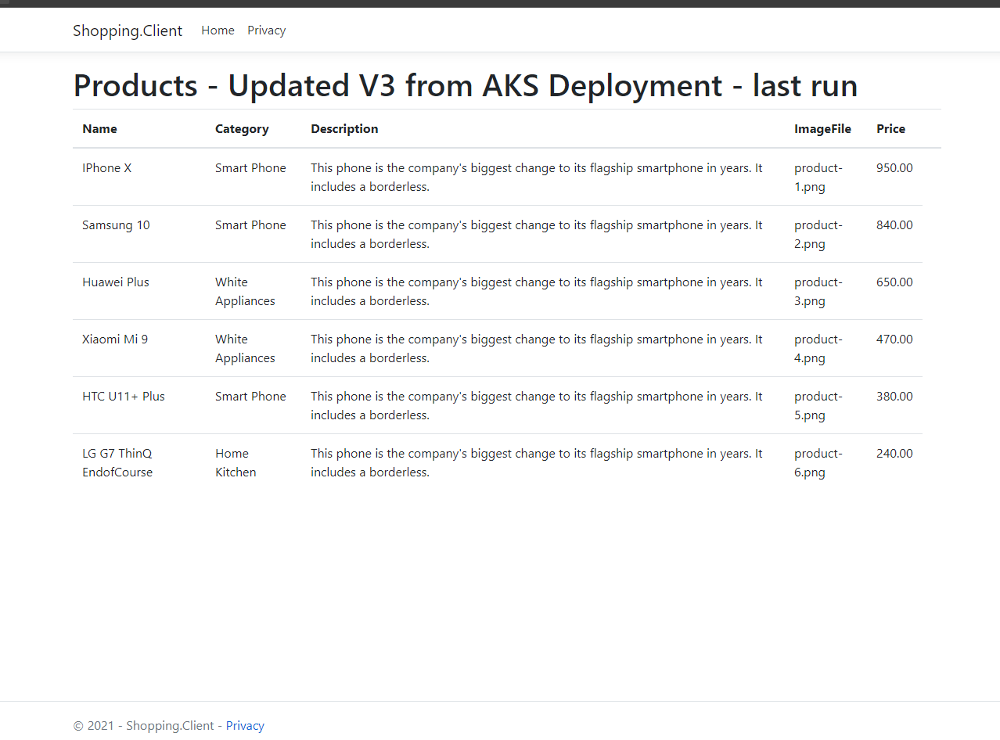 Shopping.Client Home Privacy
Products - Updated V3 from AKS Deployment - last run
Name Category Description ImageFile Price
IPhone X Smart Phone This phone is the company's biggest change to its flagship smartphone in years. It product- 950.00
includes a borderless. 1.png
Samsung 10 Smart Phone This phone is the company's biggest change to its flagship smartphone in years. It product- 840.00
includes a borderless. 2.png
Huawei Plus White This phone is the company's biggest change to its flagship smartphone in years. It product- 650.00
Appliances includes a borderless. 3.png
Xiaomi Mi 9 White This phone is the company's biggest change to its flagship smartphone in years. It product- 470.00
Appliances includes a borderless. 4.png
HTC U11+ Plus Smart Phone This phone is the company's biggest change to its flagship smartphone in years. It product- 380.00
includes a borderless. 5.png
LG G7 ThinQ Home This phone is the company's biggest change to its flagship smartphone in years. It product- 240.00
EndofCourse Kitchen includes a borderless. 6.png
© 2021 - Shopping.Client - Privacy